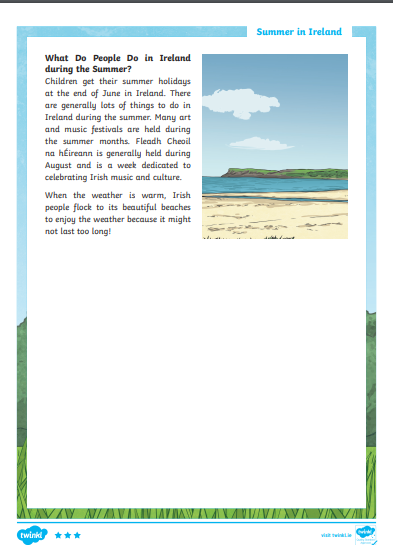 Summer in Ireland
What Do People Do in Ireland
during the Summer?
Children get their summer holidays
at the end of June in Ireland. There
are generally lots of things to do in
Ireland during the summer. Many art
and music festivals are held during
the summer months. Fleadh Cheoil
na hÉireann is generally held during
August and is a week dedicated to
celebrating Irish music and culture.
When the weather is warm, Irish
people flock to its beautiful beaches
to enjoy the weather because it might
not last too long!
twinkl
visit twinkl.ie
twinkl